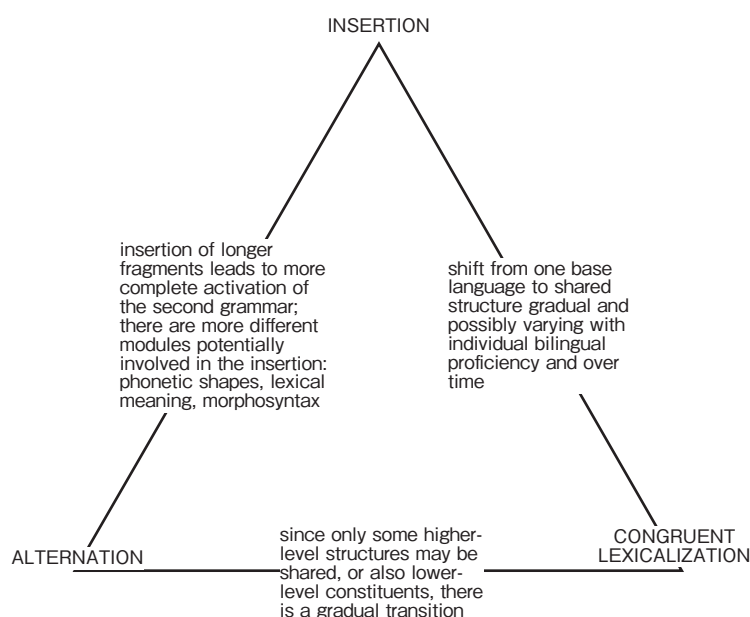 INSERTION
insertion of longer
fragments leads to more
complete activation of
the second grammar;
there are more different
modules potentially
involved in the insertion:
phonetic shapes, lexical
meaning, morphosyntax
shift from one base
language to shared
structure gradual and
possibly varying with
individual bilingual
proficiency and over
time
ALTERNATION
since only some higher-
level structures may be
shared, or also lower-
level constituents, there
is a gradual transition
CONGRUENT
LEXICALIZATION